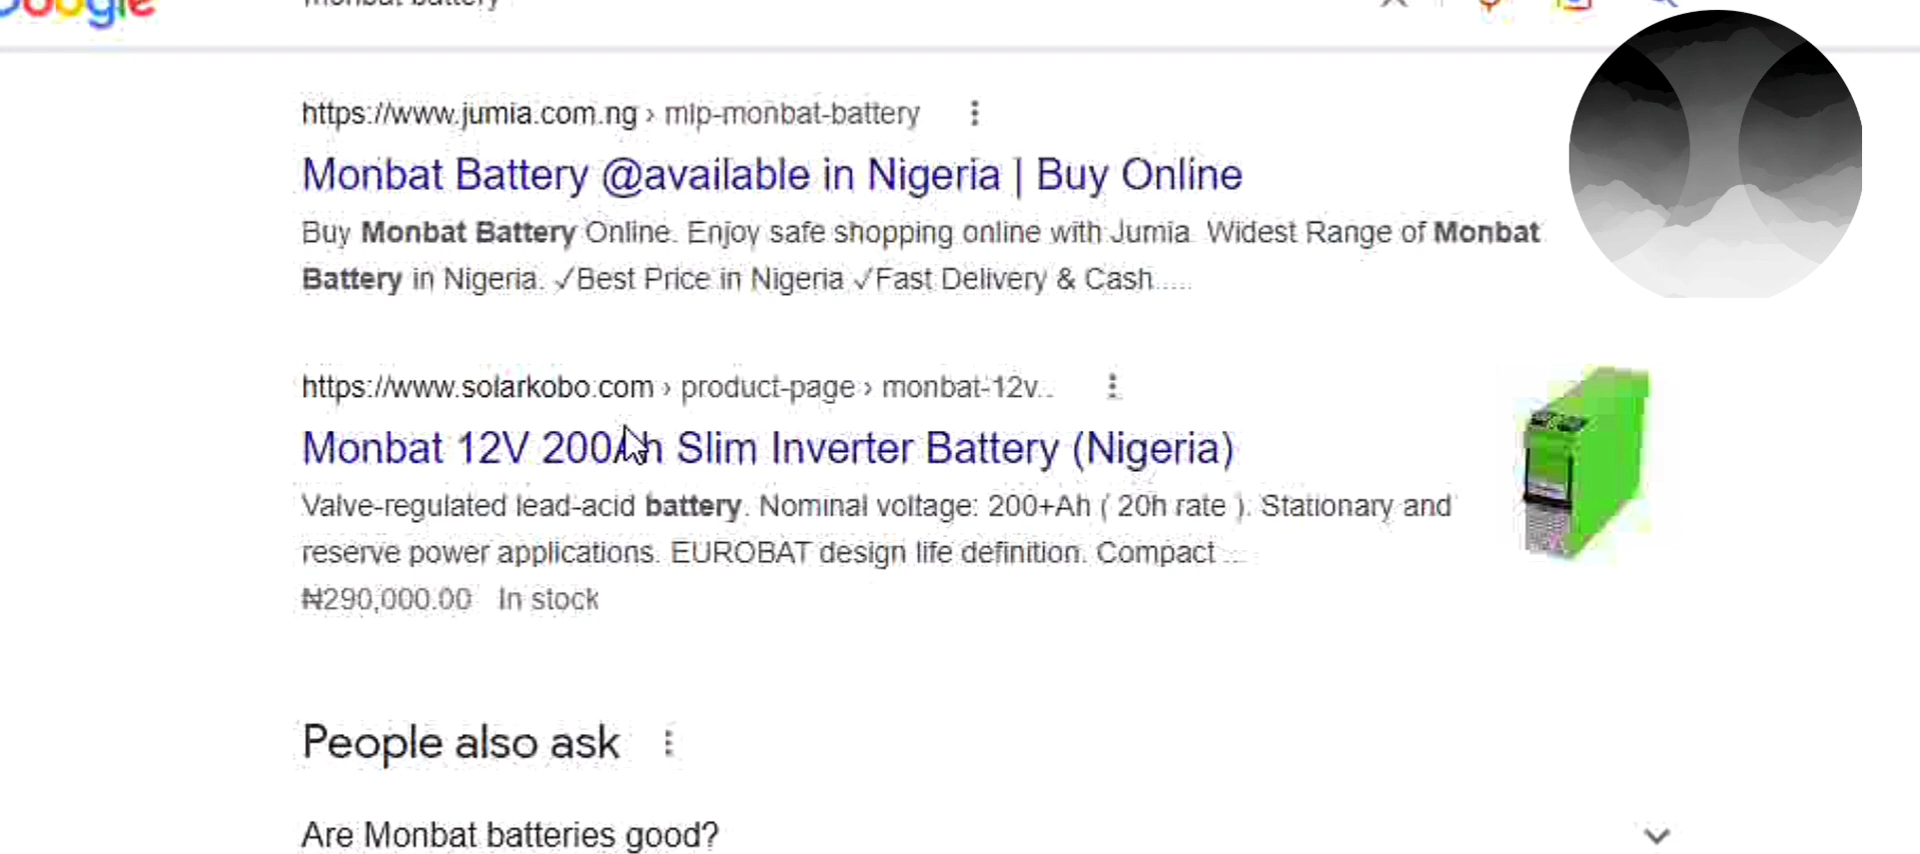 Google
monbat battery
https://www.jumia.com.ng › mlp-monbat-battery
Monbat Battery @available in Nigeria | Buy Online
Buy Monbat Battery Online. Enjoy safe shopping online with Jumia. Widest Range of Monbat
Battery in Nigeria. ✓Best Price in Nigeria ✓Fast Delivery & Cash.....
https://www.solarkobo.com › product-page › monbat-12v...
Monbat 12V 200Ah Slim Inverter Battery (Nigeria)
Valve-regulated lead-acid battery. Nominal voltage: 200+Ah ( 20h rate ). Stationary and
reserve power applications. EUROBAT design life definition. Compact ...
₦290,000.00 In stock
People also ask
Are Monbat batteries good?